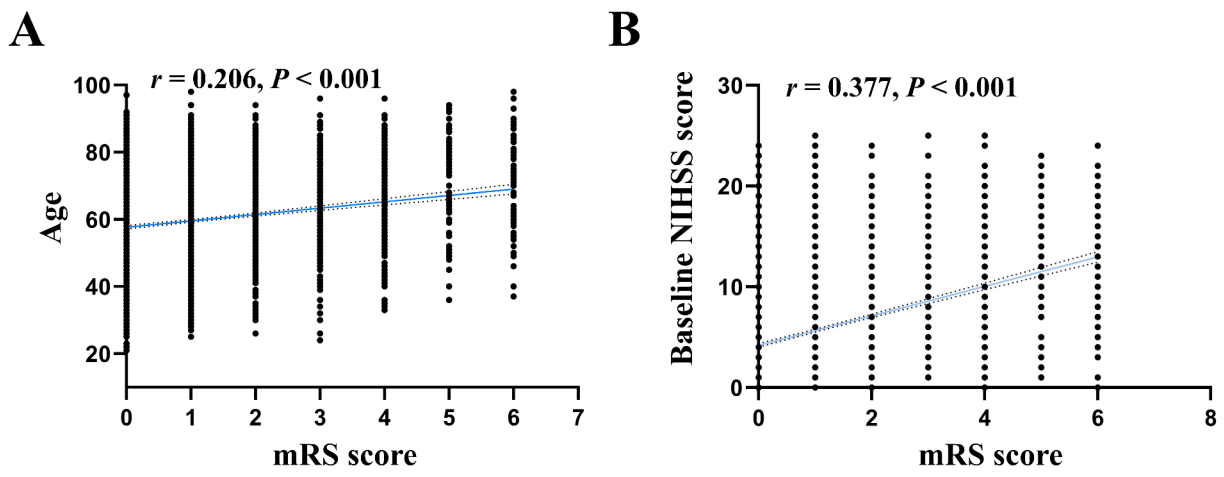 A
r = 0.206, P < 0.001
Age
100
80
60
40
20
0 1 2 3 4 5 6 7
mRS score
B
r = 0.377, P < 0.001
Baseline NIHSS score
30
20
10
0
0 2 4 6 8
mRS score